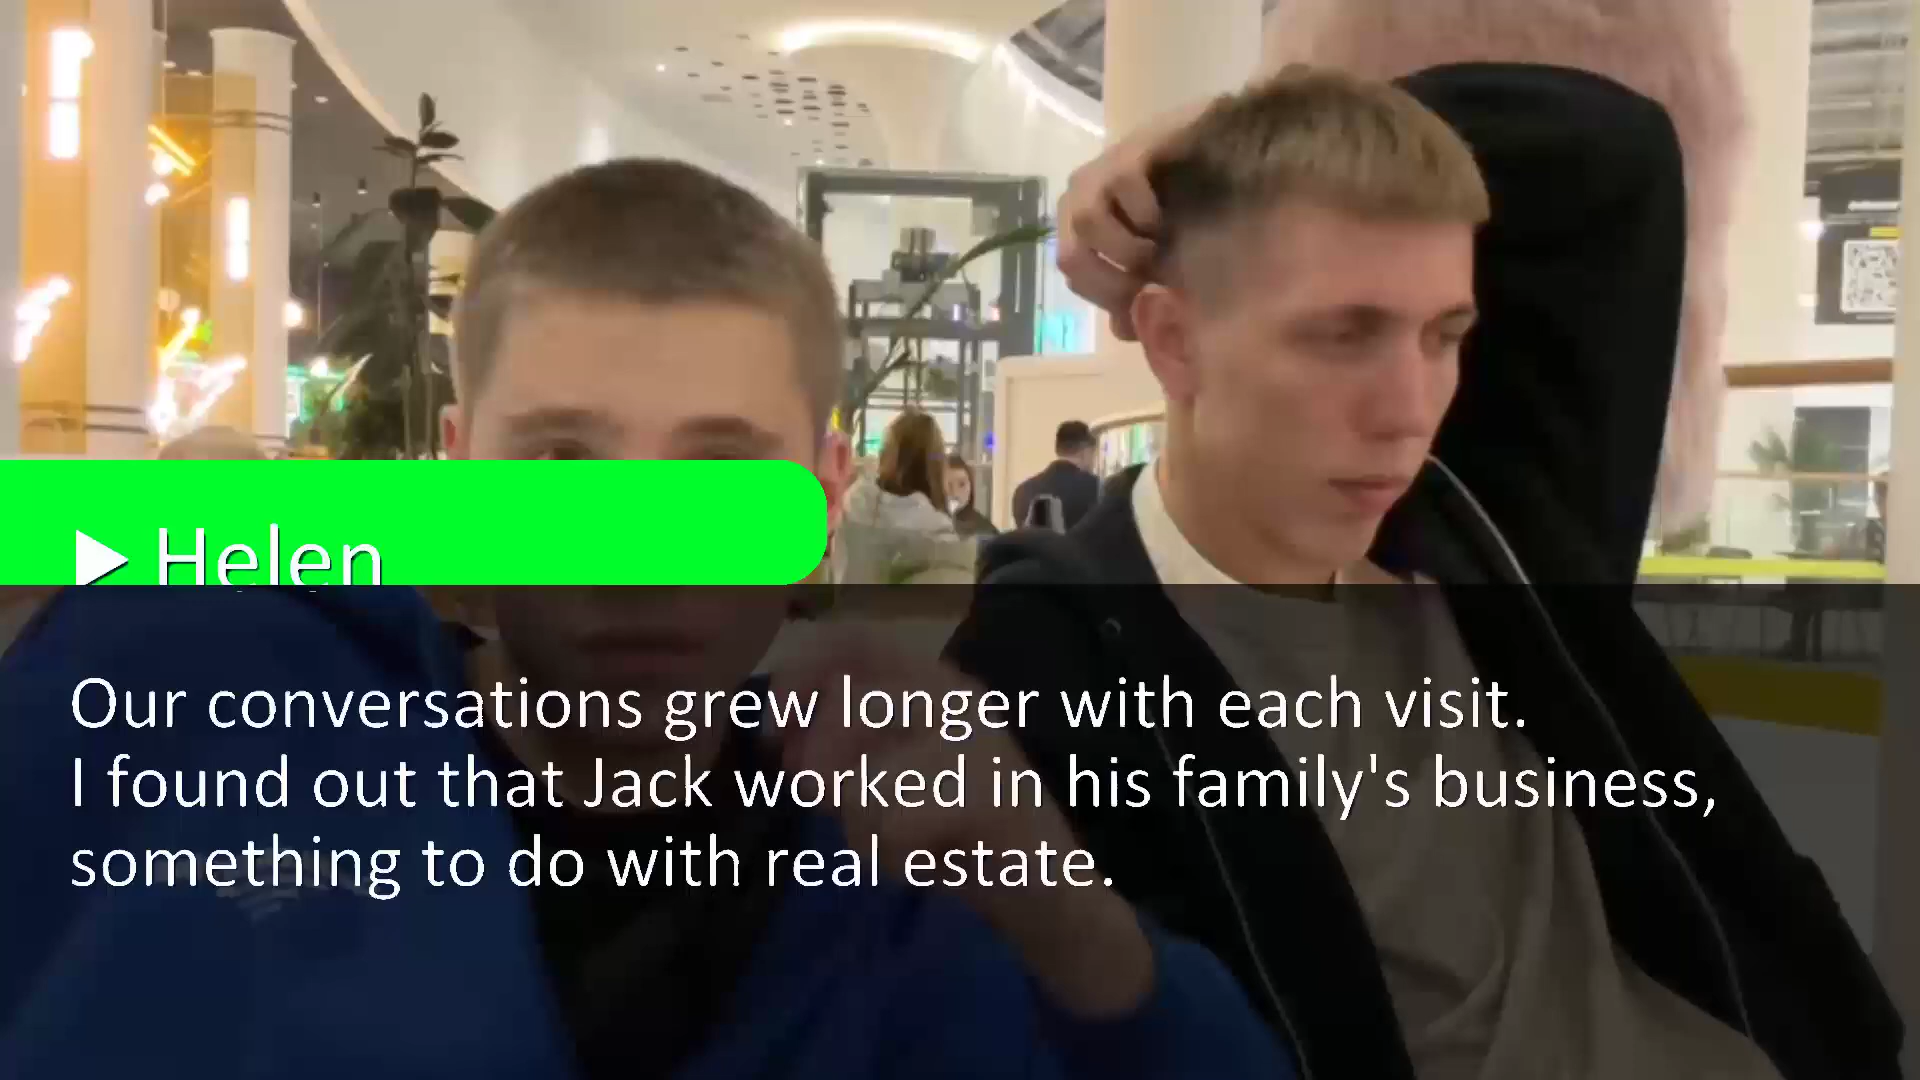 ▶ Helen
Our conversations grew longer with each visit.
I found out that Jack worked in his family's business,
something to do with real estate.